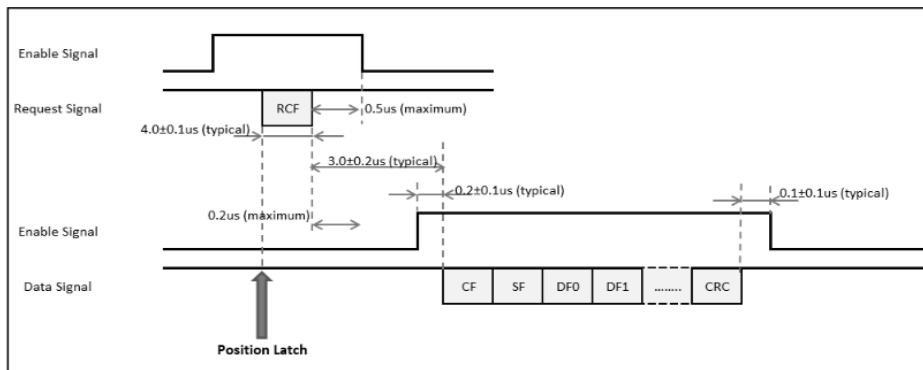 Enable Signal
Request Signal
RCF
0.5us (maximum)
4.0±0.1us (typical)
3.0±0.2us (typical)
0.2±0.1us (typical)
0.1±0.1us (typical)
0.2us (maximum)
Enable Signal
Data Signal
CF SF DF0 DF1 ........ CRC
Position Latch